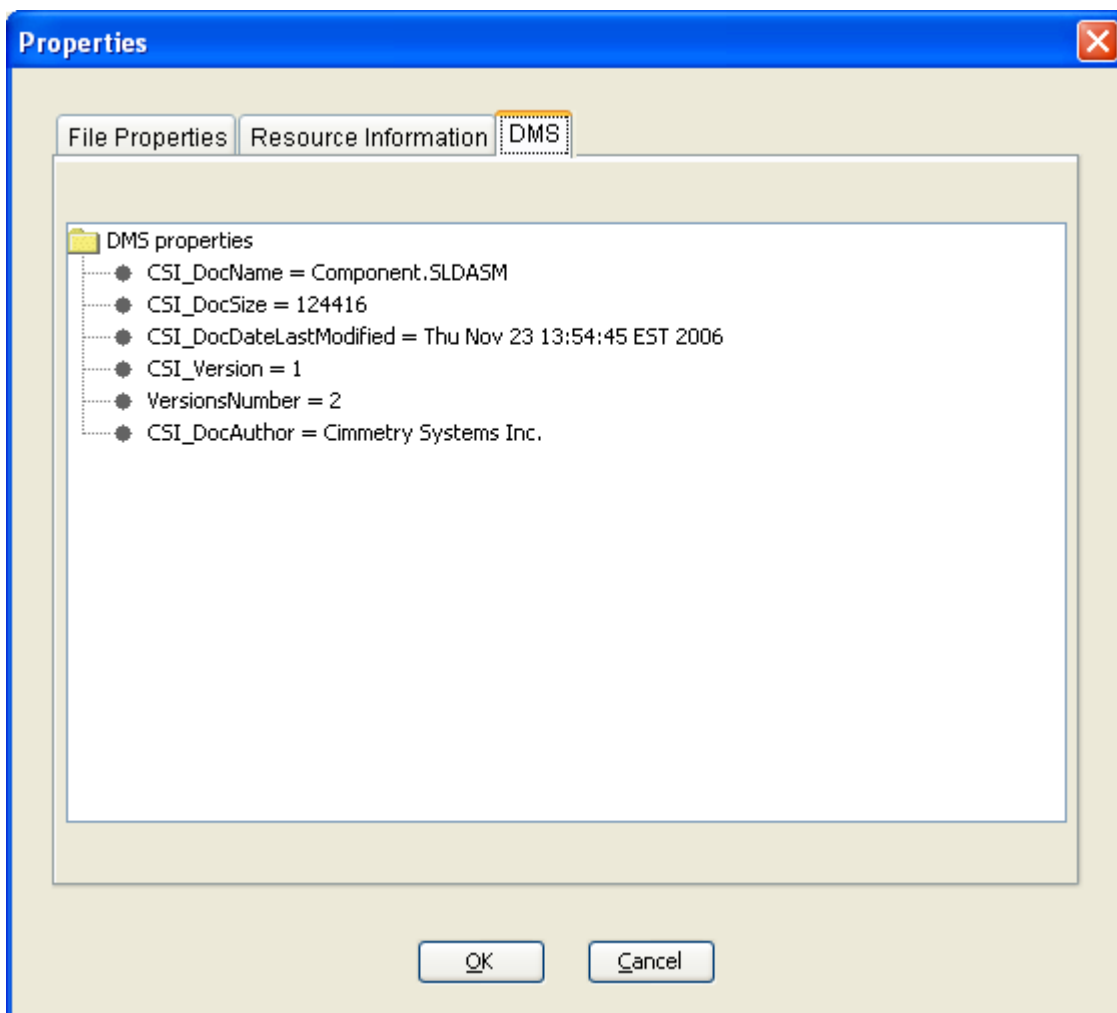 Properties
File Properties Resource Information DMS
DMS properties
CSI_DocName = Component.SLDASM
CSI_DocSize = 124416
CSI_DocDateLastModified = Thu Nov 23 13:54:45 EST 2006
CSI_Version = 1
VersionsNumber = 2
CSI_DocAuthor = Cimmetry Systems Inc.
OK Cancel